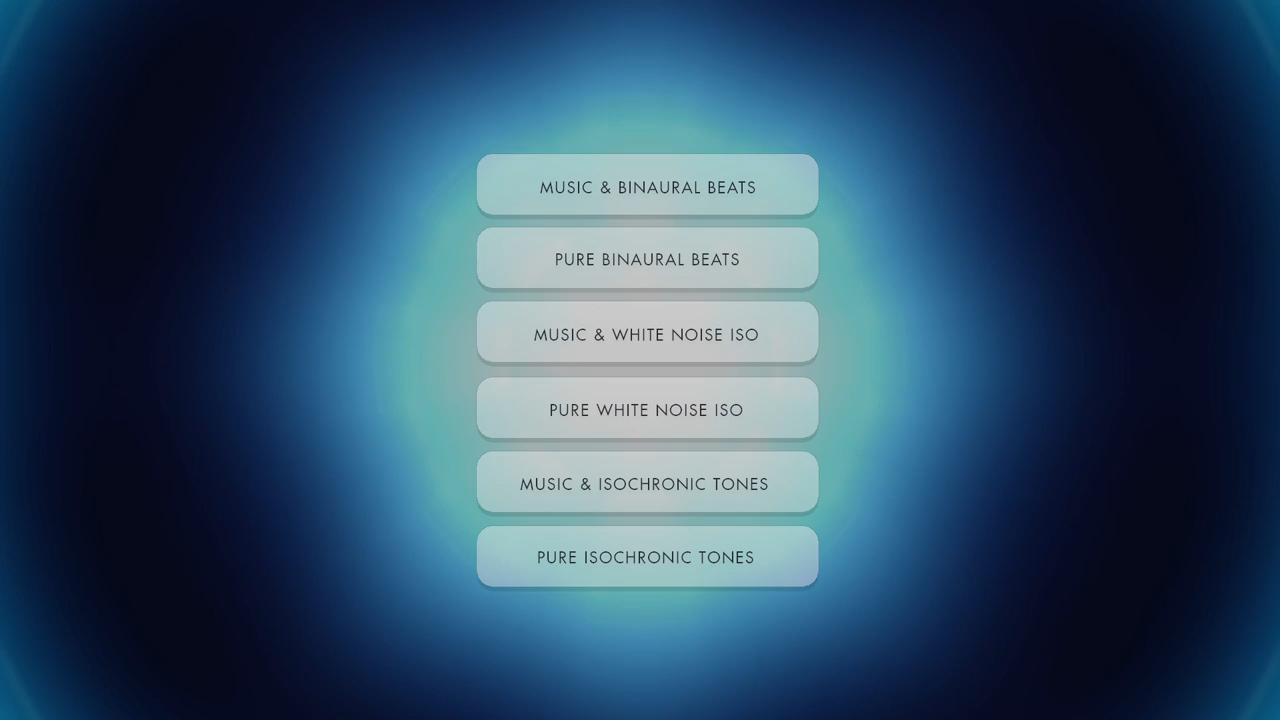 MUSIC & BINAURAL BEATS
PURE BINAURAL BEATS
MUSIC & WHITE NOISE ISO
PURE WHITE NOISE ISO
MUSIC & ISOCHRONIC TONES
PURE ISOCHRONIC TONES